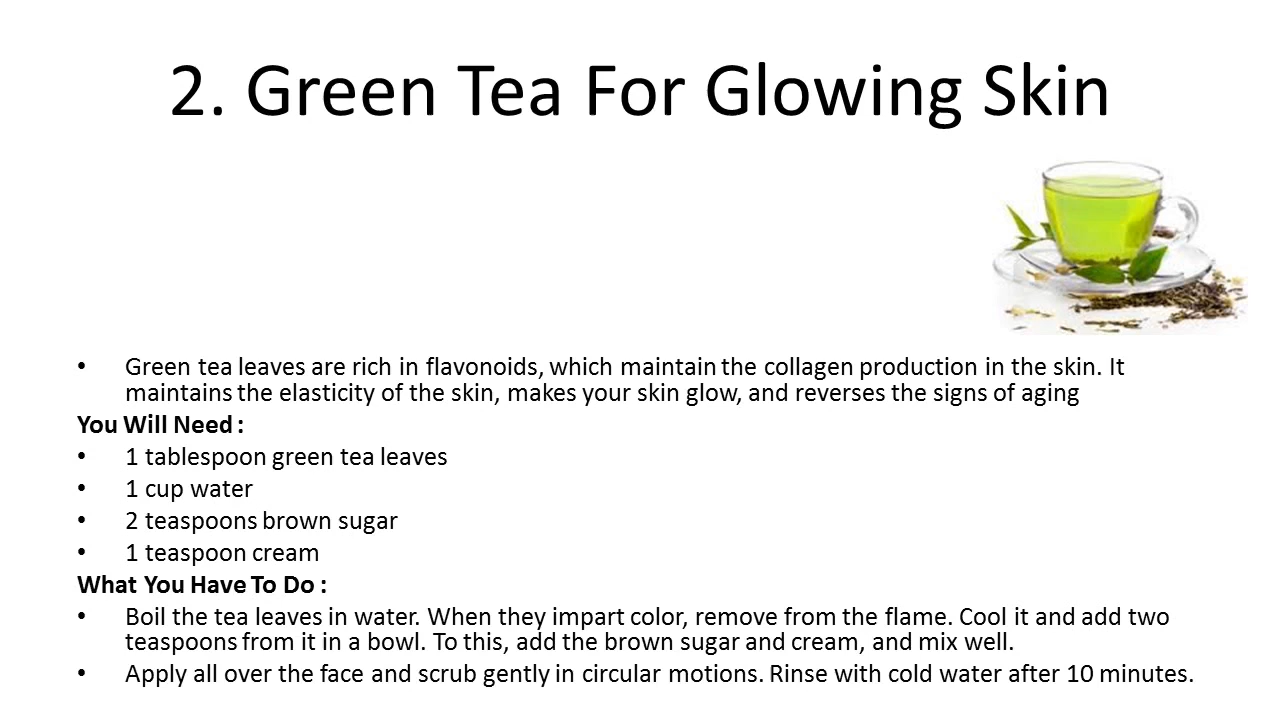 2. Green Tea For Glowing Skin
• Green tea leaves are rich in flavonoids, which maintain the collagen production in the skin. It
maintains the elasticity of the skin, makes your skin glow, and reverses the signs of aging
You Will Need :
• 1 tablespoon green tea leaves
• 1 cup water
• 2 teaspoons brown sugar
• 1 teaspoon cream
What You Have To Do :
• Boil the tea leaves in water. When they impart color, remove from the flame. Cool it and add two
teaspoons from it in a bowl. To this, add the brown sugar and cream, and mix well.
• Apply all over the face and scrub gently in circular motions. Rinse with cold water after 10 minutes.